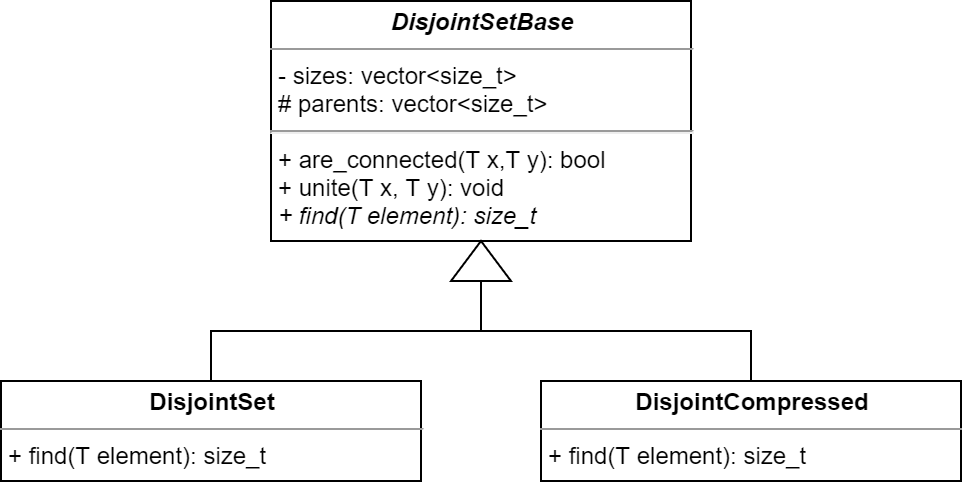 DisjointSetBase
- sizes: vector<size_t>
# parents: vector<size_t>
+ are_connected(T x,T y): bool
+ unite(T x, T y): void
+ find(T element): size_t
DisjointSet
+ find(T element): size_t
DisjointCompressed
+ find(T element): size_t